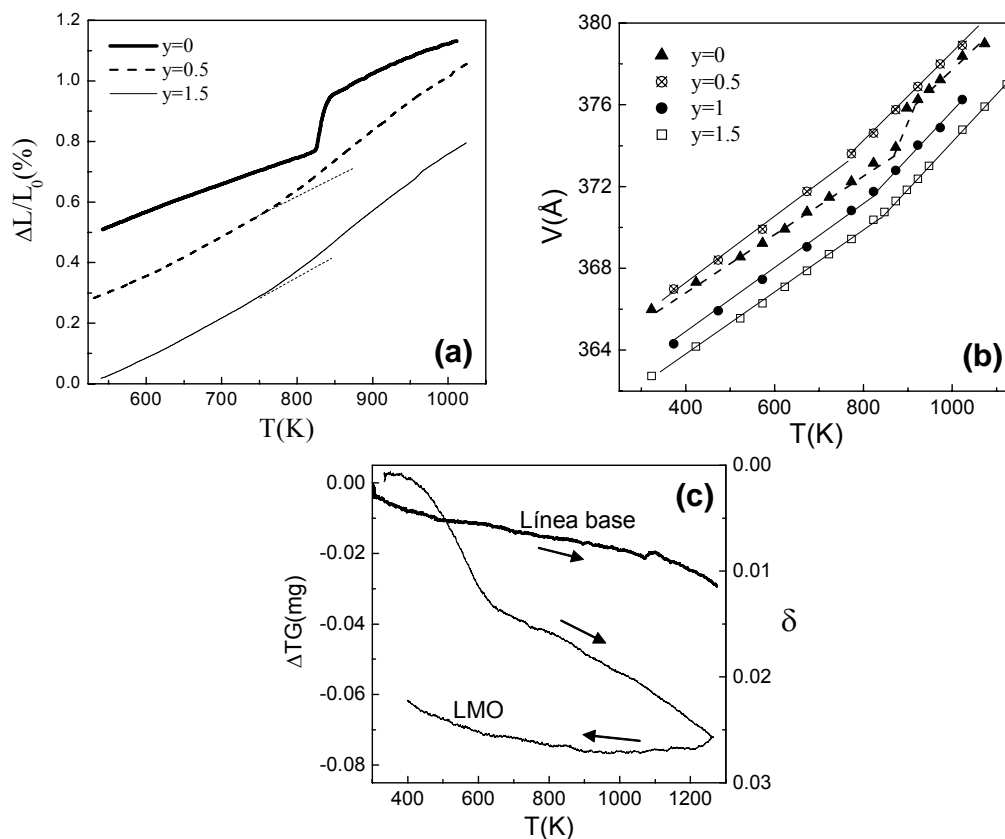 1.2
1.0
0.8
0.6
0.4
0.2
0.0
ΔL/L₀(%)
y=0
y=0.5
y=1.5
(a)
600
700
800
900
1000
T(K)
380
376
372
368
364
V(Å)
y=0
y=0.5
y=1
y=1.5
(b)
400
600
800
1000
T(K)
0.00
-0.02
-0.04
-0.06
-0.08
ΔTG(mg)
(c)
Línea base
LMO
0.00
0.01
0.02
0.03
δ
400
600
800
1000
1200
T(K)